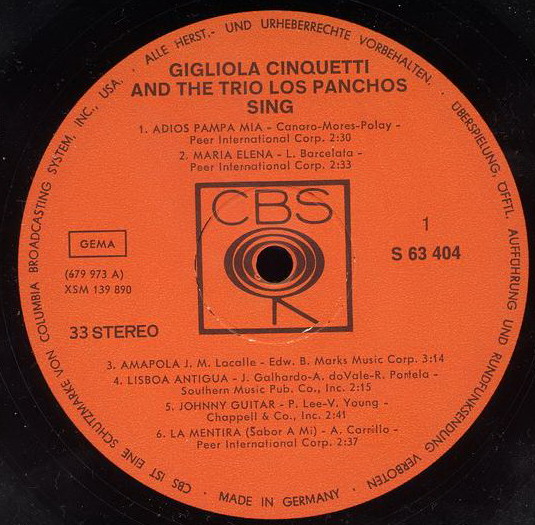 ALLE HERST.- UND URHEBERRECHTE VORBEHALTEN. · ÜBERSPIELUNG, ÖFFTL. AUFFÜHRUNG UND RUNDFUNKSENDUNG VERBOTEN · MADE IN GERMANY · CBS IST EINE SCHUTZMARKE VON COLUMBIA BROADCASTING SYSTEM, INC., USA. ·
GIGLIOLA CINQUETTI
AND THE TRIO LOS PANCHOS
SING
1. ADIOS PAMPA MIA - Canaro-Mores-Polay -
Peer International Corp. 2:30
2. MARIA ELENA - L. Barcelata -
Peer International Corp. 2:33
CBS
GEMA
1
S 63 404
(679 973 A)
XSM 139 890
33 STEREO
3. AMAPOLA J. M. Lacalle - Edw. B. Marks Music Corp. 3:14
4. LISBOA ANTIGUA - J. Galhardo-A. doVale-R. Portela -
Southern Music Pub. Co., Inc. 2:15
5. JOHNNY GUITAR - P. Lee-V. Young -
Chappell & Co., Inc. 2:41
6. LA MENTIRA (Sabor A Mi) - A. Carrillo -
Peer International Corp. 2:37